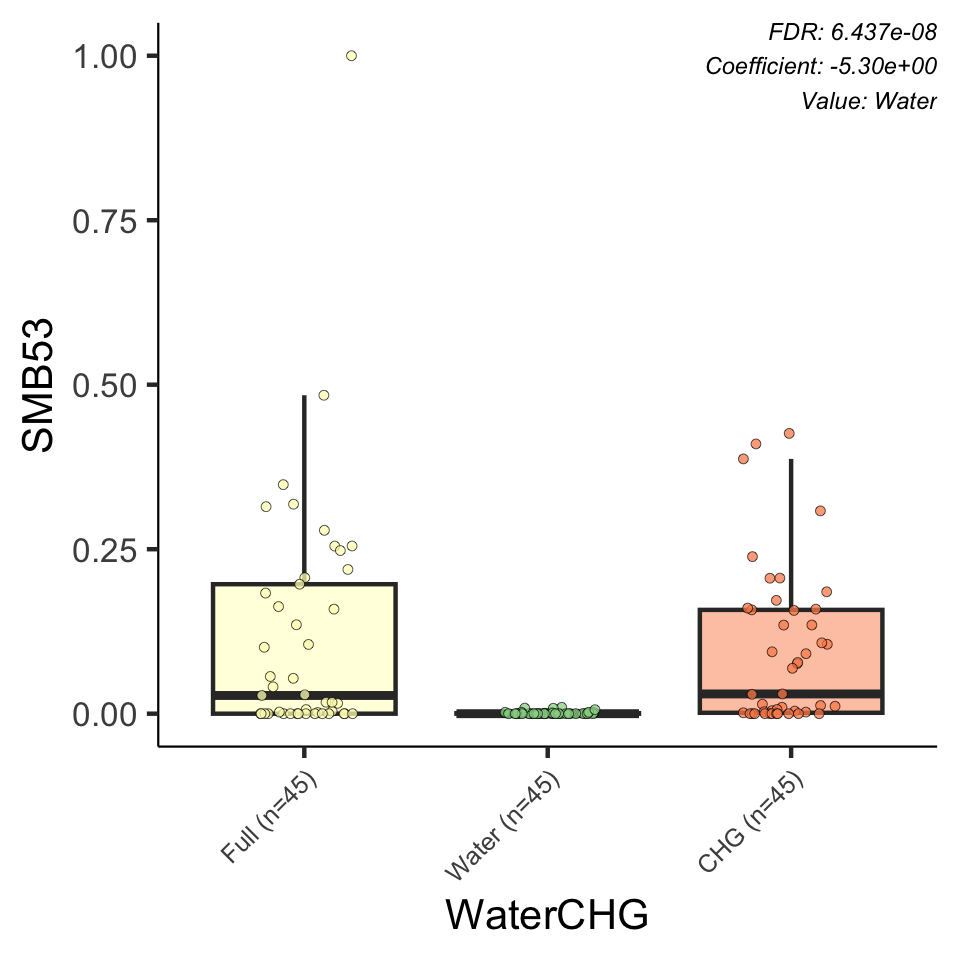 FDR: 6.437e-08
Coefficient: -5.30e+00
Value: Water
1.00
0.75
0.50
0.25
0.00
SMB53
Full (n=45)
Water (n=45)
CHG (n=45)
WaterCHG